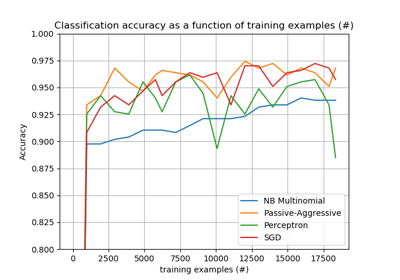 Classification accuracy as a function of training examples (#)
1.000
0.975
0.950
0.925
0.900
0.875
0.850
0.825
0.800
Accuracy
0 2500 5000 7500 10000 12500 15000 17500
training examples (#)
NB Multinomial
Passive-Aggressive
Perceptron
SGD